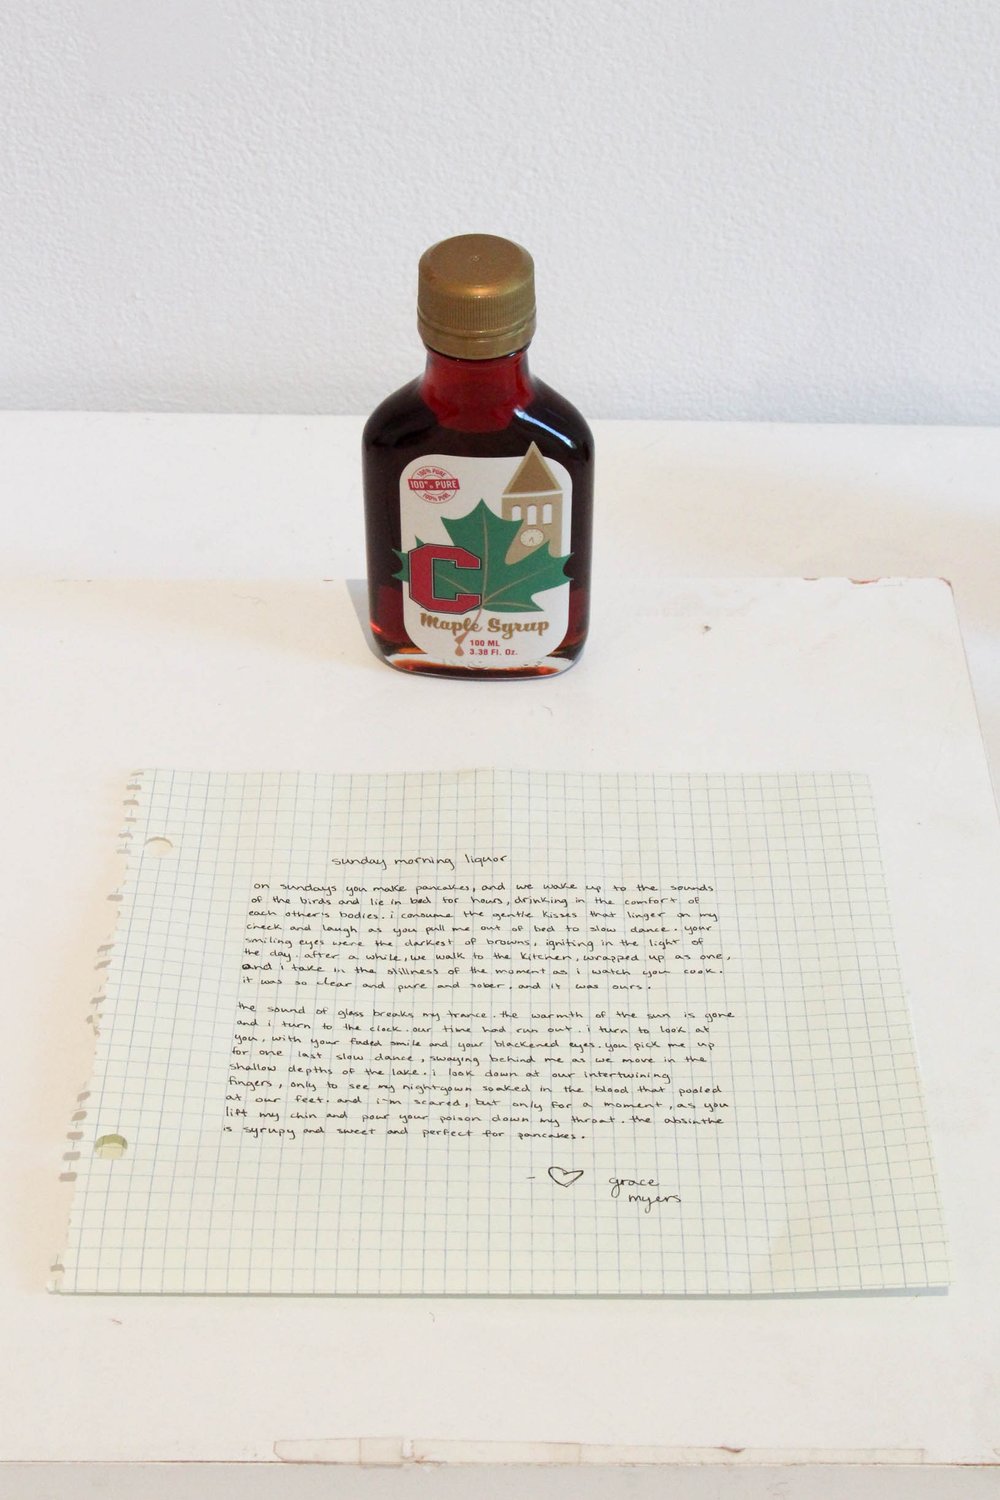 100% PURE
100% PURE
100% PURE
C
Maple Syrup
100 ML
3.38 Fl. Oz.
sunday morning liquor
on sundays you make pancakes, and we wake up to the sounds
of the birds and lie in bed for hours, drinking in the comfort of
each other's bodies. i consume the gentle kisses that linger on my
cheek and laugh as you pull me out of bed to slow dance. your
smiling eyes were the darkest of browns, igniting in the light of
the day. after a while, we walk to the kitchen, wrapped up as one,
and i take in the stillness of the moment as i watch you cook.
it was so clear and pure and sober. and it was ours.
the sound of glass breaks my trance. the warmth of the sun is gone
and i turn to the clock. our time had run out. i turn to look at
you, with your faded smile and your blackened eyes. you pick me up
for one last slow dance, swaying behind me as we move in the
shallow depths of the lake. i look down at our intertwining
fingers, only to see my nightgown soaked in the blood that pooled
at our feet. and i'm scared, but only for a moment, as you
lift my chin and pour your poison down my throat. the absinthe
is syrupy and sweet and perfect for pancakes.
- ♡ grace
myers